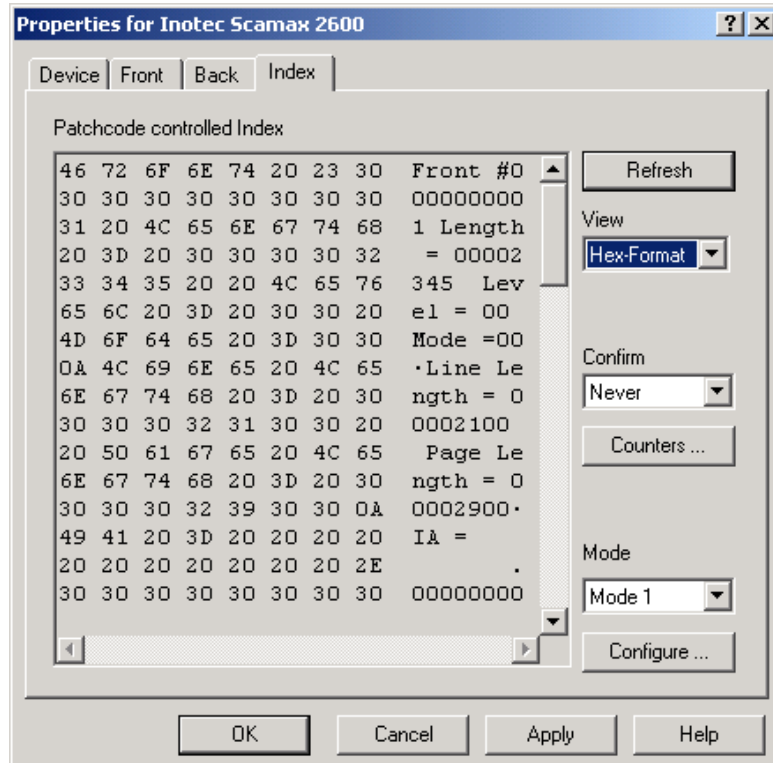 Properties for Inotec Scamax 2600
Device Front Back Index
Patchcode controlled Index
46 72 6F 6E 74 20 23 30 Front #0
30 30 30 30 30 30 30 30 00000000
31 20 4C 65 6E 67 74 68 1 Length
20 3D 20 30 30 30 30 32 = 00002
33 34 35 20 20 4C 65 76 345 Lev
65 6C 20 3D 20 30 30 20 el = 00
4D 6F 64 65 20 3D 30 30 Mode =00
0A 4C 69 6E 65 20 4C 65 ·Line Le
6E 67 74 68 20 3D 20 30 ngth = 0
30 30 30 32 31 30 30 20 0002100
20 50 61 67 65 20 4C 65 Page Le
6E 67 74 68 20 3D 20 30 ngth = 0
30 30 30 32 39 30 30 0A 0002900·
49 41 20 3D 20 20 20 20 IA =
20 20 20 20 20 20 20 2E .
30 30 30 30 30 30 30 30 00000000
Refresh
View
Hex-Format
Confirm
Never
Counters ...
Mode
Mode 1
Configure ...
OK Cancel Apply Help